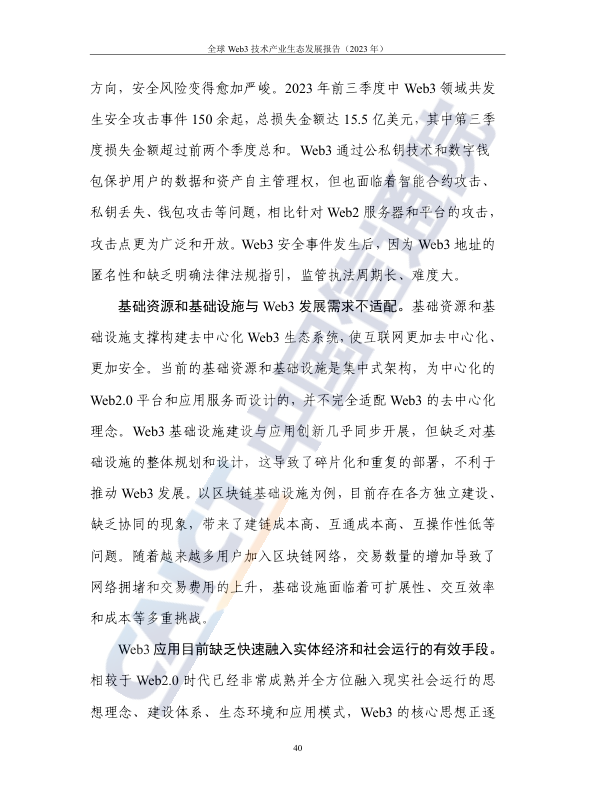 全球 Web3 技术产业生态发展报告（2023 年）
方向，安全风险变得愈加严峻。2023 年前三季度中 Web3 领域共发
生安全攻击事件 150 余起，总损失金额达 15.5 亿美元，其中第三季
度损失金额超过前两个季度总和。Web3 通过公私钥技术和数字钱
包保护用户的数据和资产自主管理权，但也面临着智能合约攻击、
私钥丢失、钱包攻击等问题，相比针对 Web2 服务器和平台的攻击，
攻击点更为广泛和开放。Web3 安全事件发生后，因为 Web3 地址的
匿名性和缺乏明确法律法规指引，监管执法周期长、难度大。
基础资源和基础设施与 Web3 发展需求不适配。基础资源和基
础设施支撑构建去中心化 Web3 生态系统，使互联网更加去中心化、
更加安全。当前的基础资源和基础设施是集中式架构，为中心化的
Web2.0 平台和应用服务而设计的，并不完全适配 Web3 的去中心化
理念。Web3 基础设施建设与应用创新几乎同步开展，但缺乏对基
础设施的整体规划和设计，这导致了碎片化和重复的部署，不利于
推动 Web3 发展。以区块链基础设施为例，目前存在各方独立建设、
缺乏协同的现象，带来了建链成本高、互通成本高、互操作性低等
问题。随着越来越多用户加入区块链网络，交易数量的增加导致了
网络拥堵和交易费用的上升，基础设施面临着可扩展性、交互效率
和成本等多重挑战。
Web3 应用目前缺乏快速融入实体经济和社会运行的有效手段。
相较于 Web2.0 时代已经非常成熟并全方位融入现实社会运行的思
想理念、建设体系、生态环境和应用模式，Web3 的核心思想正逐
40
CAICT 中国信通院